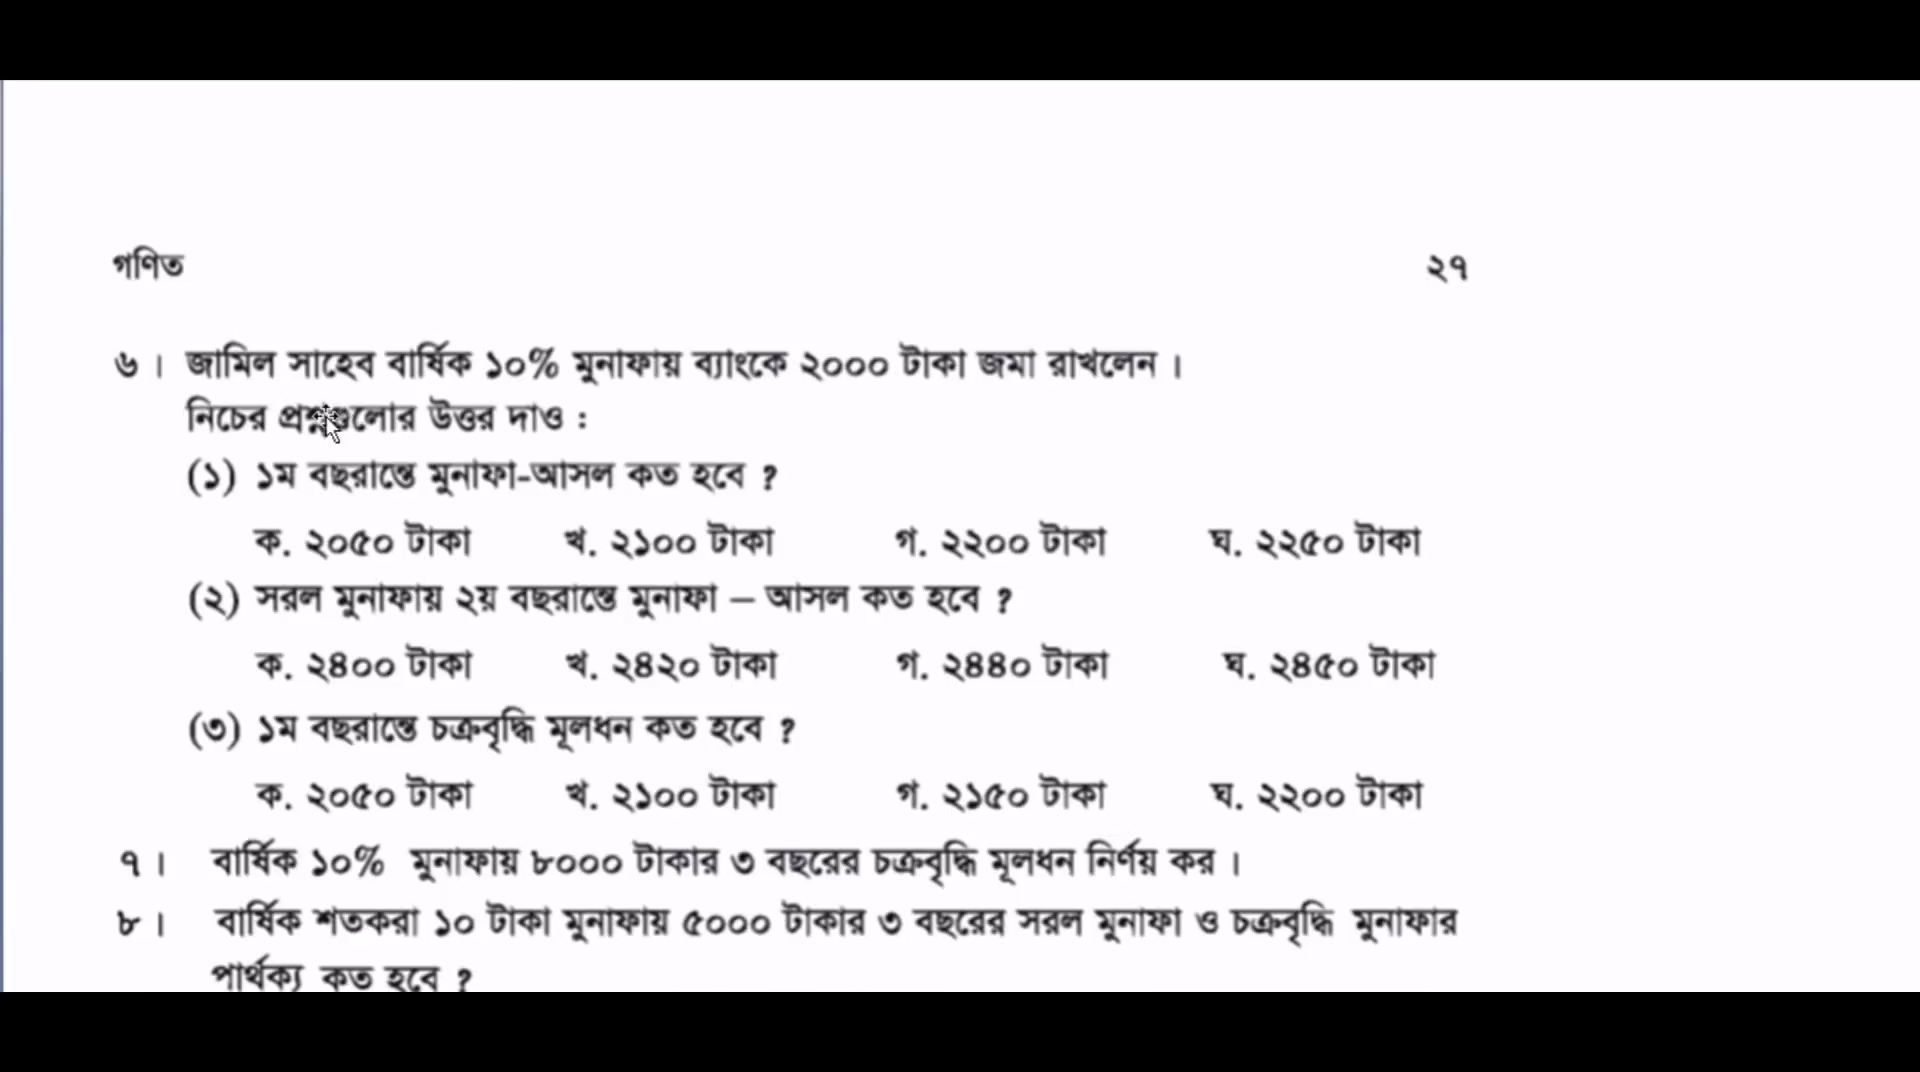 গণিত ২৭
৬। জামিল সাহেব বার্ষিক ১০% মুনাফায় ব্যাংকে ২০০০ টাকা জমা রাখলেন।
নিচের প্রশ্নগুলোর উত্তর দাও :
(১) ১ম বছরান্তে মুনাফা-আসল কত হবে ?
ক. ২০৫০ টাকা খ. ২১০০ টাকা গ. ২২০০ টাকা ঘ. ২২৫০ টাকা
(২) সরল মুনাফায় ২য় বছরান্তে মুনাফা – আসল কত হবে ?
ক. ২৪০০ টাকা খ. ২৪২০ টাকা গ. ২৪৪০ টাকা ঘ. ২৪৫০ টাকা
(৩) ১ম বছরান্তে চক্রবৃদ্ধি মূলধন কত হবে ?
ক. ২০৫০ টাকা খ. ২১০০ টাকা গ. ২১৫০ টাকা ঘ. ২২০০ টাকা
৭। বার্ষিক ১০% মুনাফায় ৮০০০ টাকার ৩ বছরের চক্রবৃদ্ধি মূলধন নির্ণয় কর।
৮। বার্ষিক শতকরা ১০ টাকা মুনাফায় ৫০০০ টাকার ৩ বছরের সরল মুনাফা ও চক্রবৃদ্ধি মুনাফার
পার্থক্য কত হবে ?